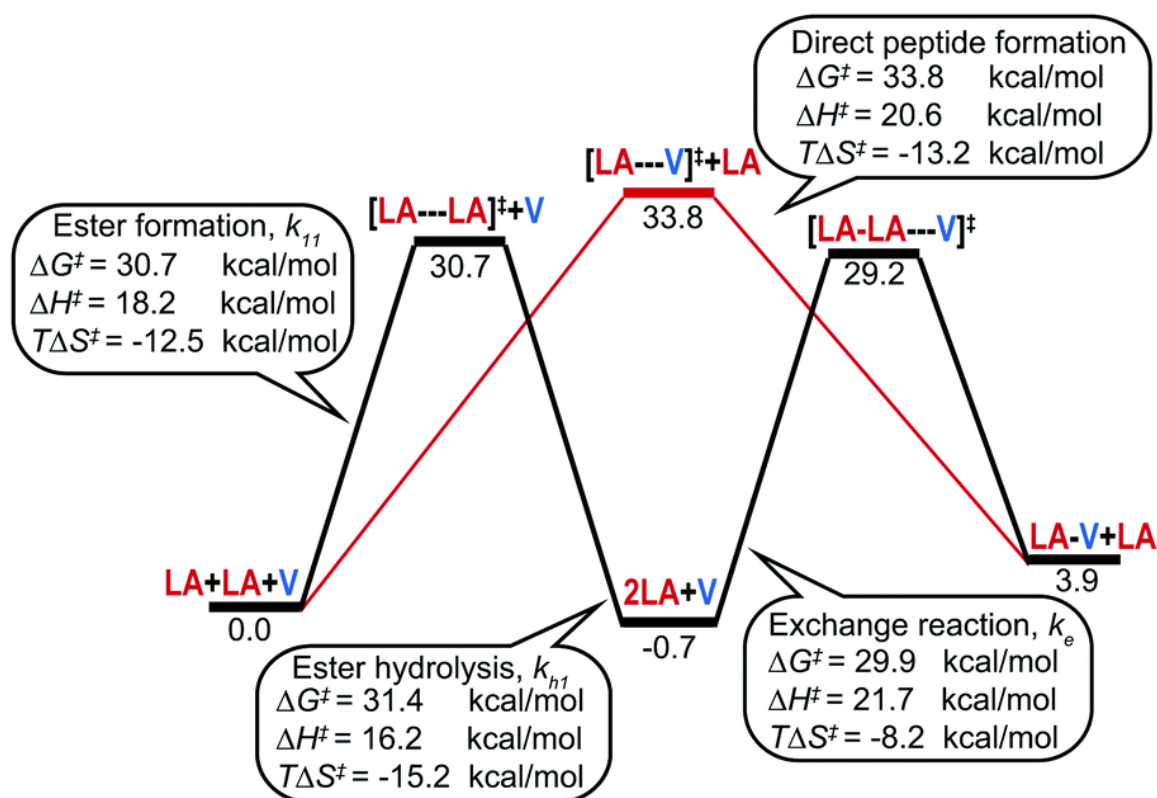 Direct peptide formation
ΔG‡ = 33.8 kcal/mol
ΔH‡ = 20.6 kcal/mol
TΔS‡ = -13.2 kcal/mol
[LA---V]‡+LA
33.8
[LA---LA]‡+V
30.7
[LA-LA---V]‡
29.2
Ester formation, k11
ΔG‡ = 30.7 kcal/mol
ΔH‡ = 18.2 kcal/mol
TΔS‡ = -12.5 kcal/mol
LA+LA+V
0.0
2LA+V
-0.7
LA-V+LA
3.9
Ester hydrolysis, kh1
ΔG‡ = 31.4 kcal/mol
ΔH‡ = 16.2 kcal/mol
TΔS‡ = -15.2 kcal/mol
Exchange reaction, ke
ΔG‡ = 29.9 kcal/mol
ΔH‡ = 21.7 kcal/mol
TΔS‡ = -8.2 kcal/mol